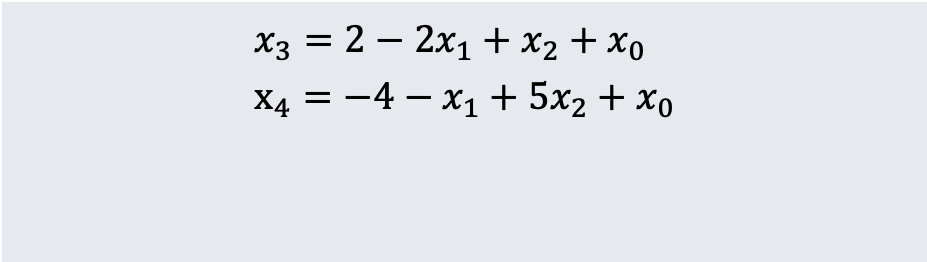 x₃ = 2 − 2x₁ + x₂ + x₀
x₄ = −4 − x₁ + 5x₂ + x₀